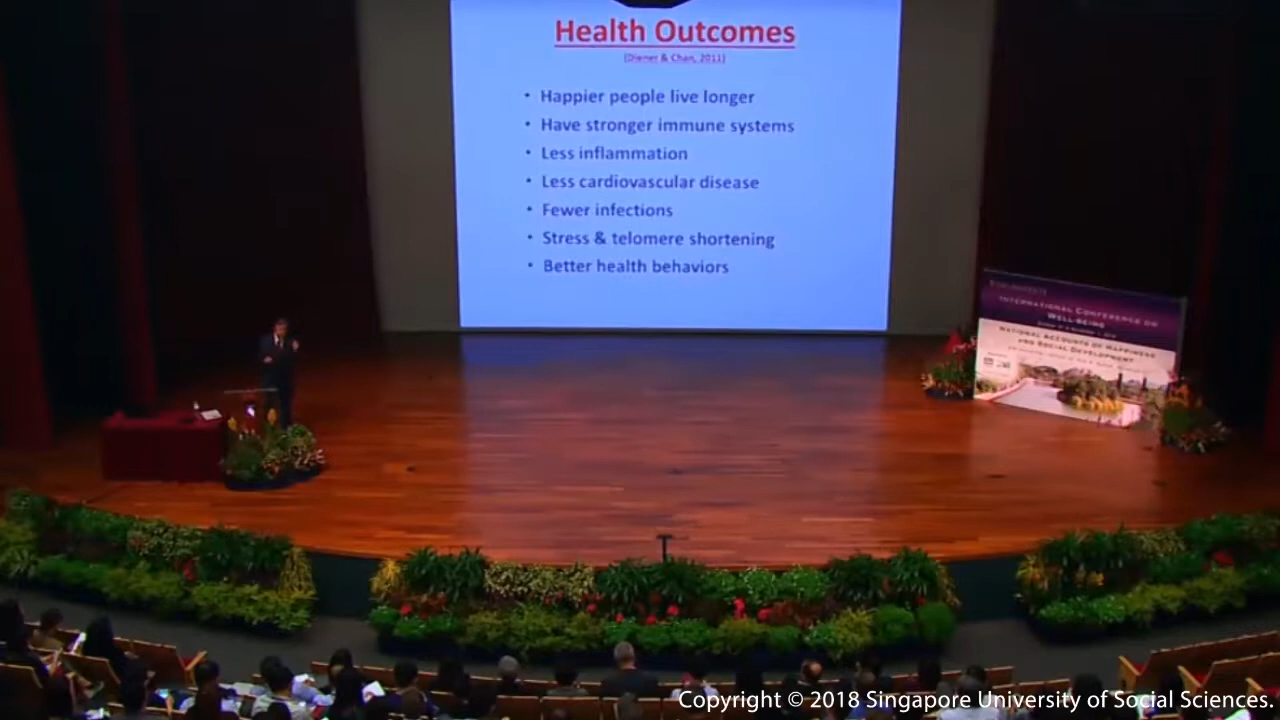 Health Outcomes
(Diener & Chan, 2011)
• Happier people live longer
• Have stronger immune systems
• Less inflammation
• Less cardiovascular disease
• Fewer infections
• Stress & telomere shortening
• Better health behaviors
International Conference on
Well-being
National Accounts of Happiness
and Social Development
Copyright © 2018 Singapore University of Social Sciences.